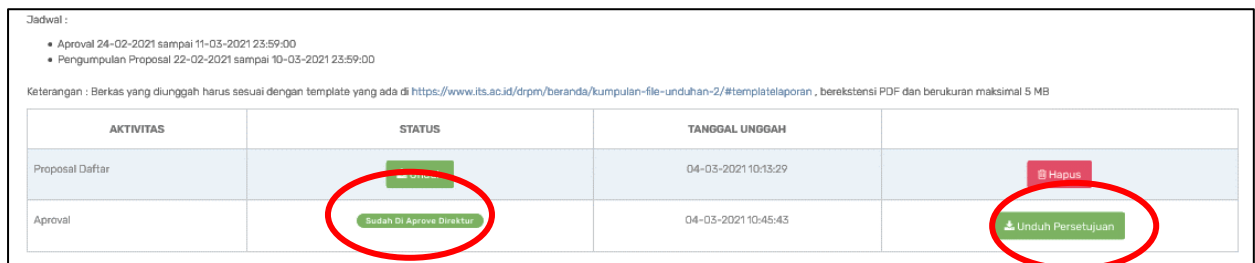 Jadwal :
• Aproval 24-02-2021 sampai 11-03-2021 23:59:00
• Pengumpulan Proposal 22-02-2021 sampai 10-03-2021 23:59:00
Keterangan : Berkas yang diunggah harus sesuai dengan template yang ada di https://www.its.ac.id/drpm/beranda/kumpulan-file-unduhan-2/#templatelaporan , berekstensi PDF dan berukuran maksimal 5 MB
AKTIVITAS STATUS TANGGAL UNGGAH
Proposal Daftar 04-03-2021 10:13:29 Hapus
Aproval Sudah Di Aprove Direktur 04-03-2021 10:45:43 Unduh Persetujuan